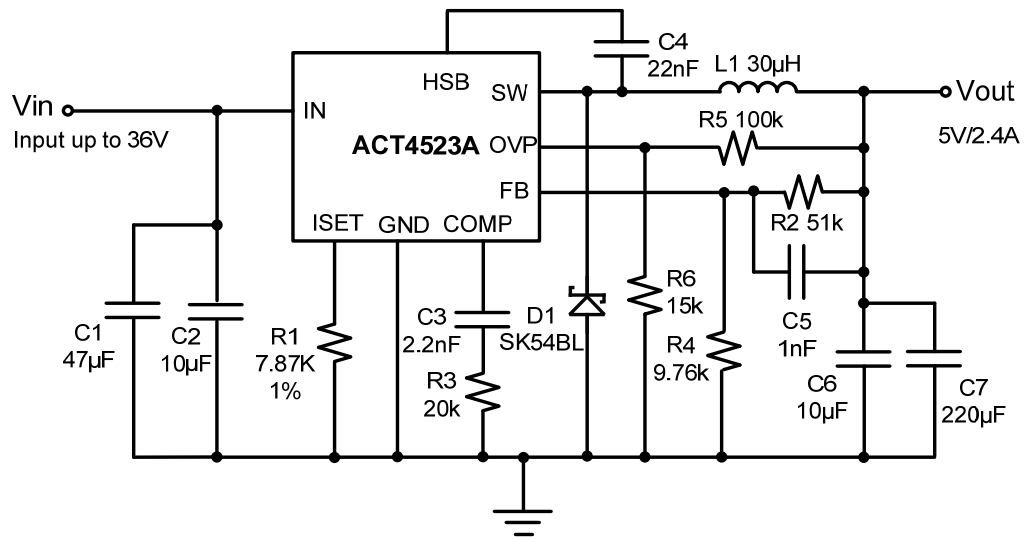 C4
22nF
HSB
L1 30µH
SW
Vout
Vin
IN
Input up to 36V
R5 100k
5V/2.4A
ACT4523A
OVP
FB
R2 51k
ISET
GND
COMP
R6
15k
C1
47µF
C2
10µF
R1
7.87K
1%
C3
2.2nF
D1
SK54BL
C5
1nF
R4
9.76k
R3
20k
C6
10µF
C7
220µF